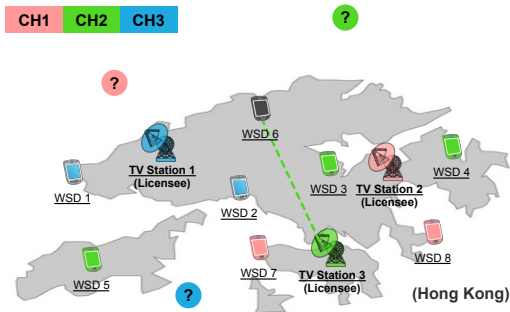 CH1 CH2 CH3
?
?
WSD 6
TV Station 1
(Licensee)
WSD 3
TV Station 2
(Licensee)
WSD 4
WSD 1
WSD 2
WSD 5
?
WSD 7
TV Station 3
(Licensee)
WSD 8
(Hong Kong)